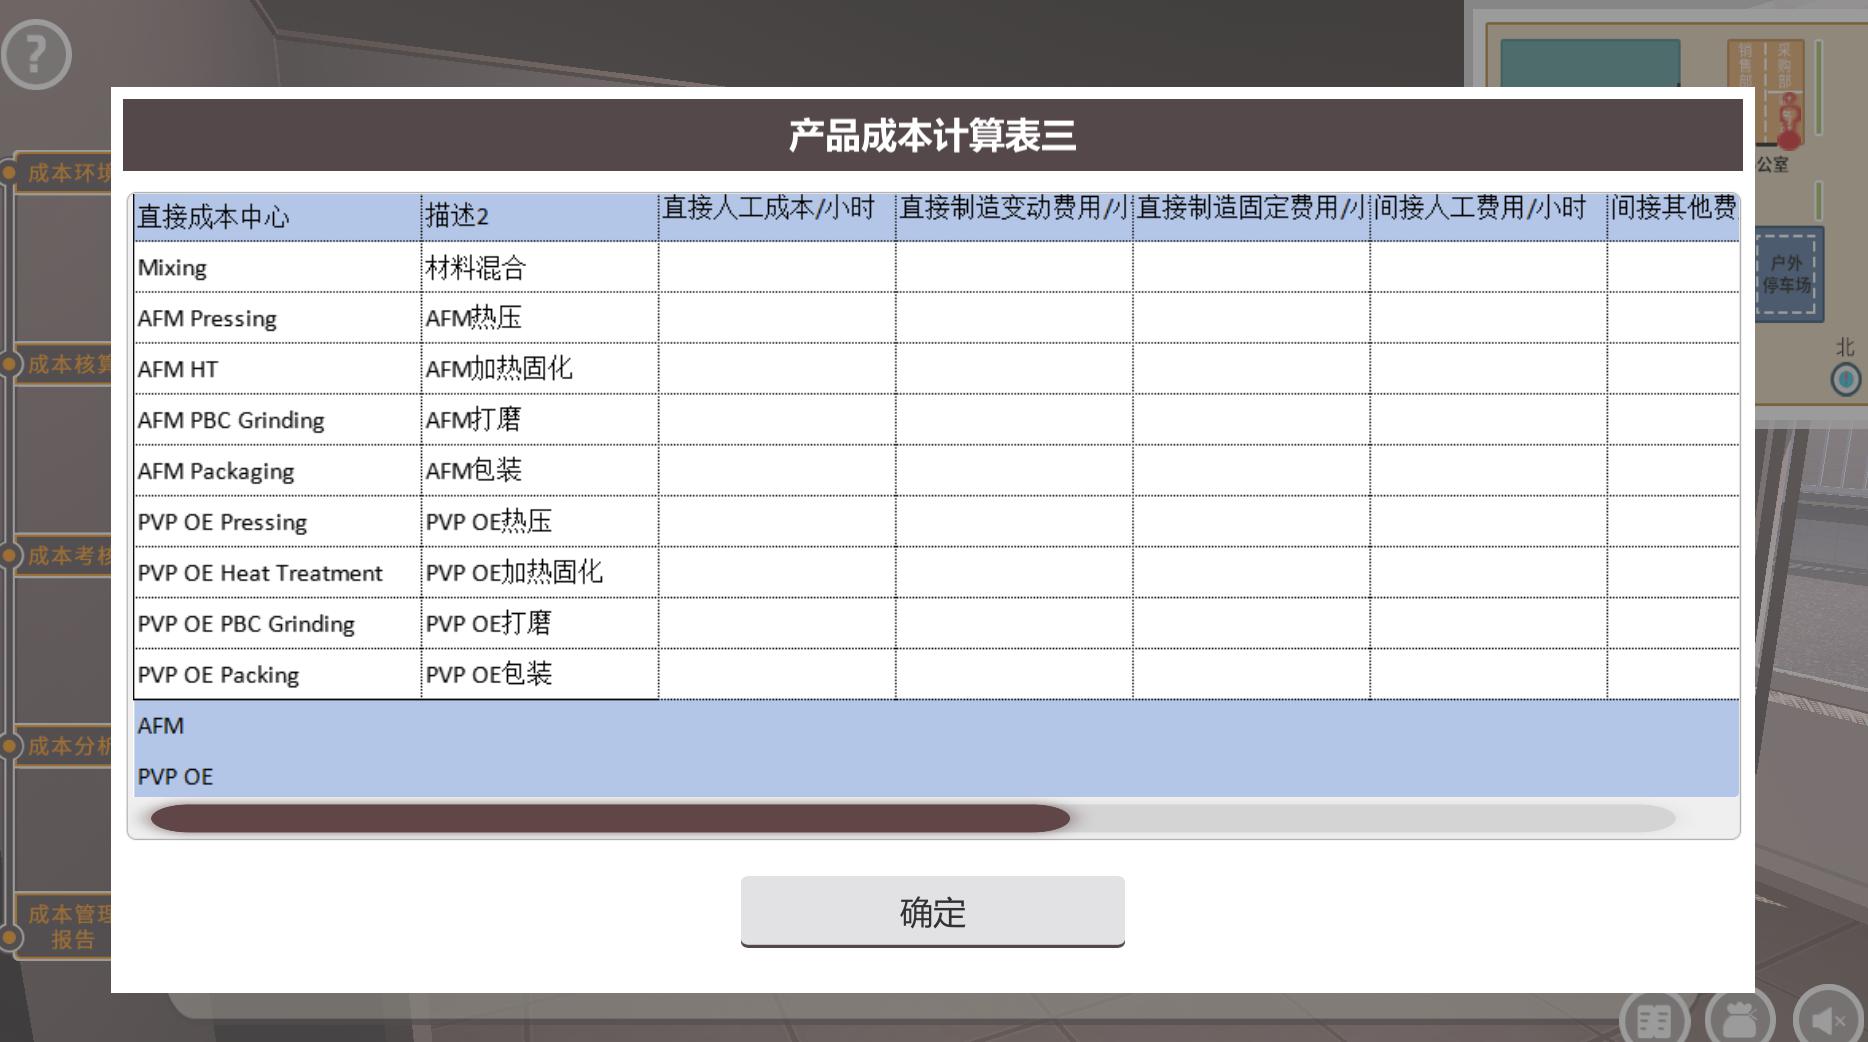 ?
销售部 采购部
公室
户外
停车场
北
成本环境
成本核算
成本考核
成本分析
成本管理
报告
产品成本计算表三
直接成本中心 描述2 直接人工成本/小时 直接制造变动费用/小 直接制造固定费用/小 间接人工费用/小时 间接其他费
Mixing 材料混合
AFM Pressing AFM热压
AFM HT AFM加热固化
AFM PBC Grinding AFM打磨
AFM Packaging AFM包装
PVP OE Pressing PVP OE热压
PVP OE Heat Treatment PVP OE加热固化
PVP OE PBC Grinding PVP OE打磨
PVP OE Packing PVP OE包装
AFM
PVP OE
确定